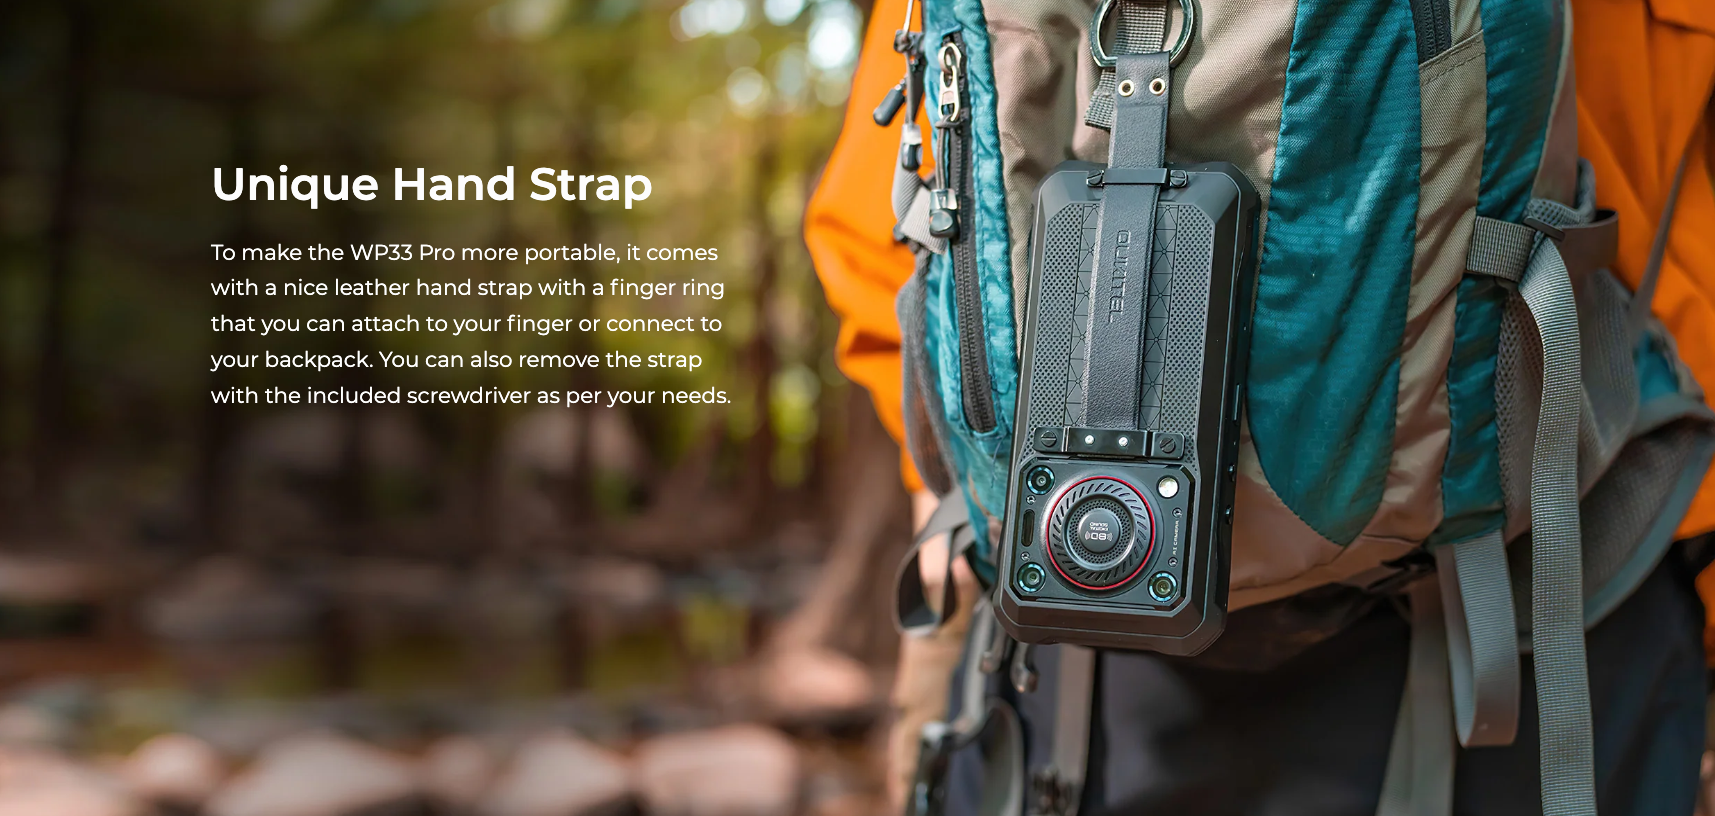 Unique Hand Strap
To make the WP33 Pro more portable, it comes
with a nice leather hand strap with a finger ring
that you can attach to your finger or connect to
your backpack. You can also remove the strap
with the included screwdriver as per your needs.
OUKITEL